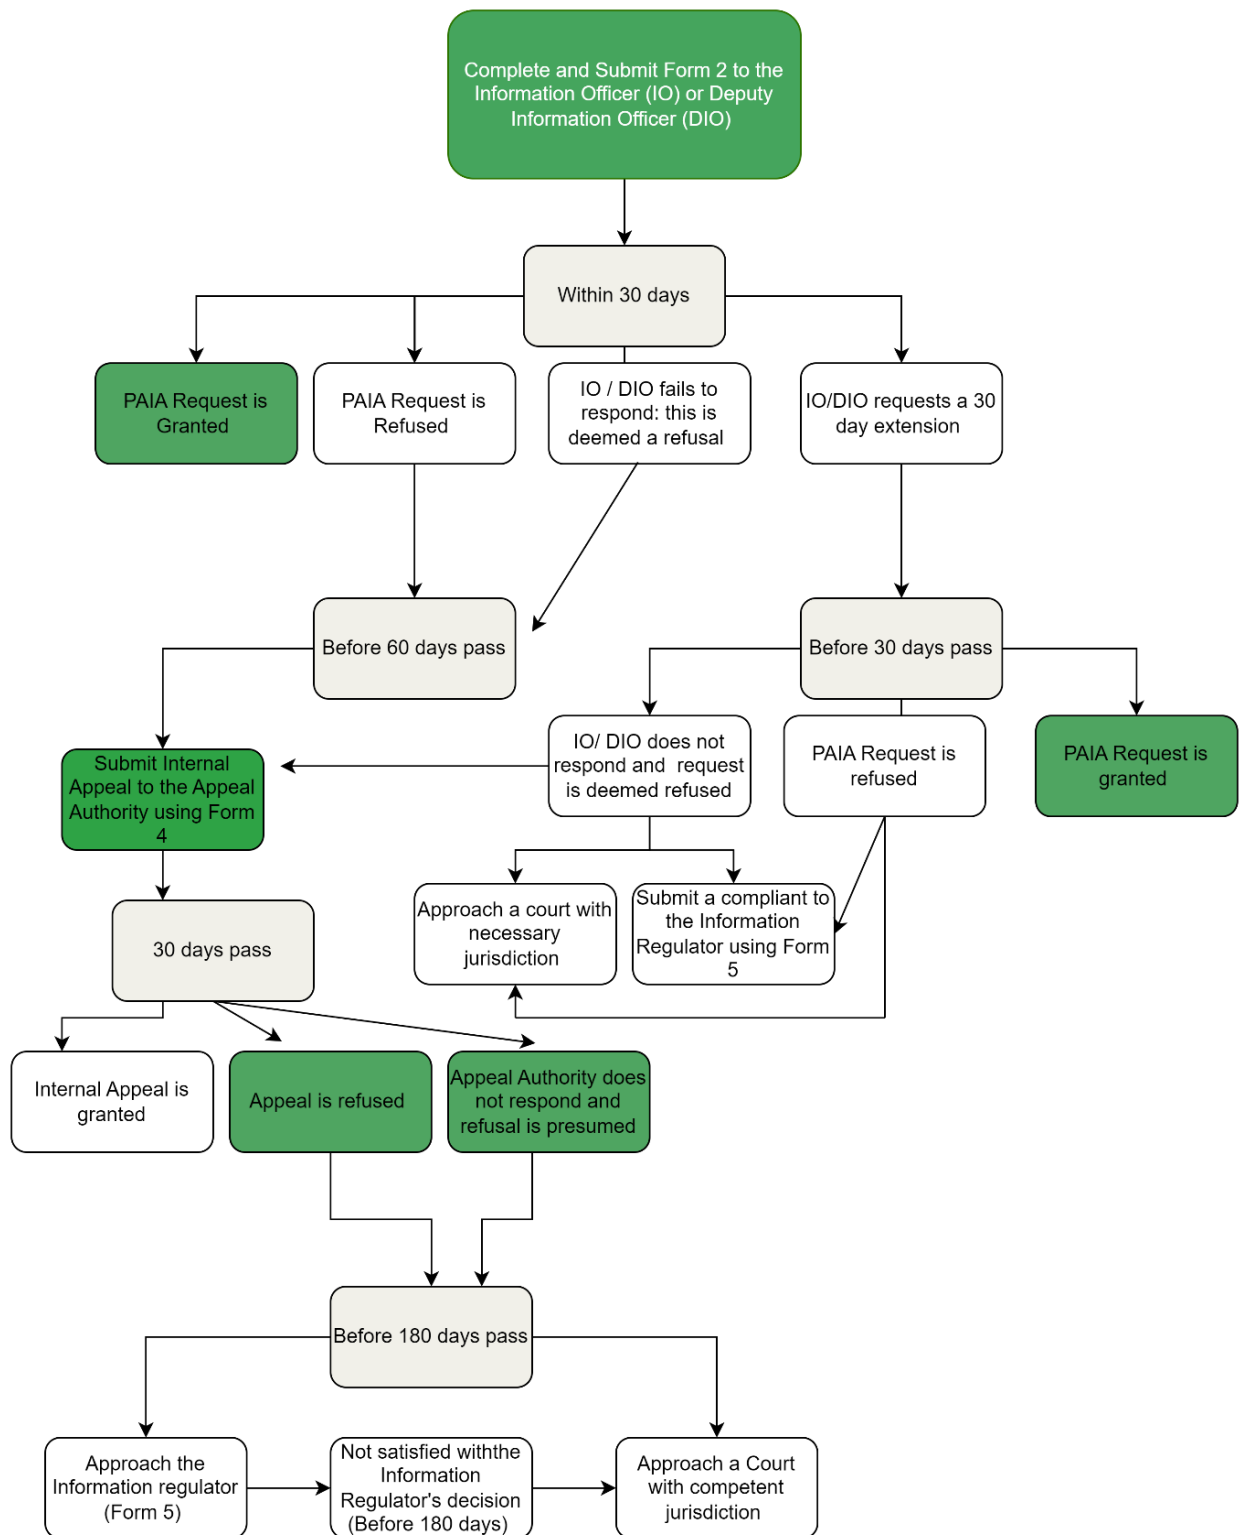 Complete and Submit Form 2 to the
Information Officer (IO) or Deputy
Information Officer (DIO)
Within 30 days
PAIA Request is
Granted
PAIA Request is
Refused
IO / DIO fails to
respond: this is
deemed a refusal
IO/DIO requests a 30
day extension
Before 60 days pass
Before 30 days pass
Submit Internal
Appeal to the Appeal
Authority using Form
4
IO/ DIO does not
respond and request
is deemed refused
PAIA Request is
refused
PAIA Request is
granted
30 days pass
Approach a court with
necessary
jurisdiction
Submit a compliant to
the Information
Regulator using Form
5
Internal Appeal is
granted
Appeal is refused
Appeal Authority does
not respond and
refusal is presumed
Before 180 days pass
Approach the
Information regulator
(Form 5)
Not satisfied withthe
Information
Regulator's decision
(Before 180 days)
Approach a Court
with competent
jurisdiction